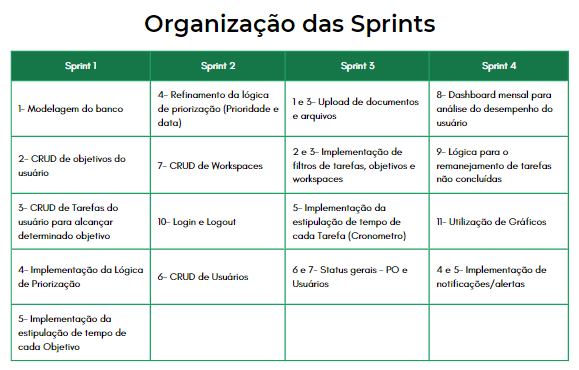 Organização das Sprints
Sprint 1
Sprint 2
Sprint 3
Sprint 4
1- Modelagem do banco
4- Refinamento da lógica
de priorização (Prioridade e
data)
1 e 3- Upload de documentos
e arquivos
8- Dashboard mensal para
análise do desempenho do
usuário
2- CRUD de objetivos do
usuário
7- CRUD de Workspaces
2 e 3- Implementação de
filtros de tarefas, objetivos e
workspaces
9- Lógica para o
remanejamento de tarefas
não concluídas
3- CRUD de Tarefas do
usuário para alcançar
determinado objetivo
10- Login e Logout
5- Implementação da
estipulação de tempo de
cada Tarefa (Cronometro)
11- Utilização de Gráficos
4- Implementação da Lógica
de Priorização
6- CRUD de Usuários
6 e 7- Status gerais - PO e
Usuários
4 e 5- Implementação de
notificações/alertas
5- Implementação da
estipulação de tempo de
cada Objetivo